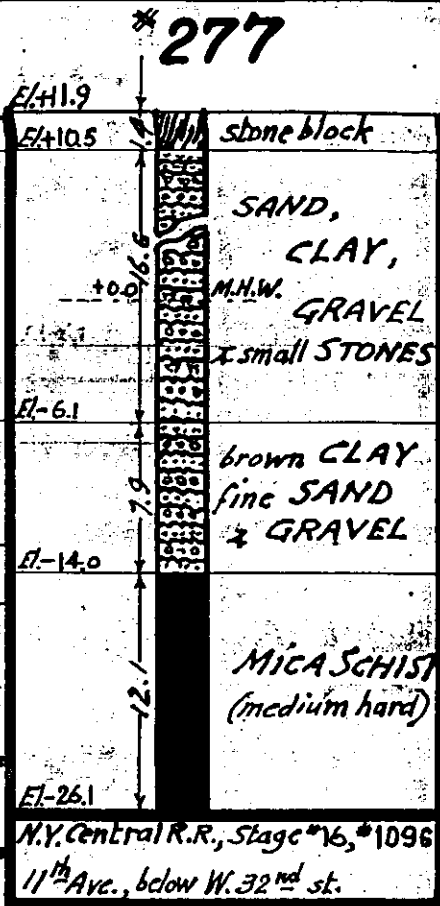 # 277
El.+11.9
El.+10.5 1.4 stone block
16.6
SAND,
CLAY,
+0.0 M.H.W.
GRAVEL
& small STONES
El.-6.1
7.9
brown CLAY
fine SAND
& GRAVEL
El.-14.0
12.1
MICA SCHIST
(medium hard)
El.-26.1
N.Y. Central R.R., Stage #16, #1096
11th Ave., below W. 32nd st.